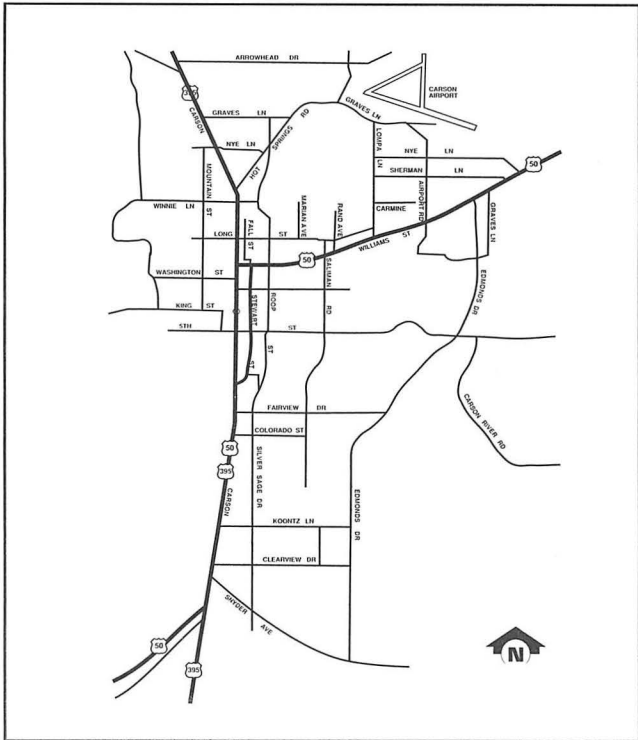 ARROWHEAD DR
395
CARSON
CARSON
AIRPORT
GRAVES LN
GRAVES LN
HOT SPRINGS RD
NYE LN
LOMPA LN
NYE LN
SHERMAN LN
50
MOUNTAIN ST
AIRPORT RD
WINNIE LN
MARIAN AVE
RAND AVE
CARMINE
GRAVES LN
FALL ST
LONG ST
WILLIAMS ST
50
SALIMAN RD
WASHINGTON ST
EDMONDS DR
STEWART ST
ROOP ST
KING ST
5TH ST
FAIRVIEW DR
COLORADO ST
CARSON RIVER RD
50
395
CARSON
SILVER SAGE DR
EDMONDS DR
KOONTZ LN
CLEARVIEW DR
SNYDER AVE
50
395
N